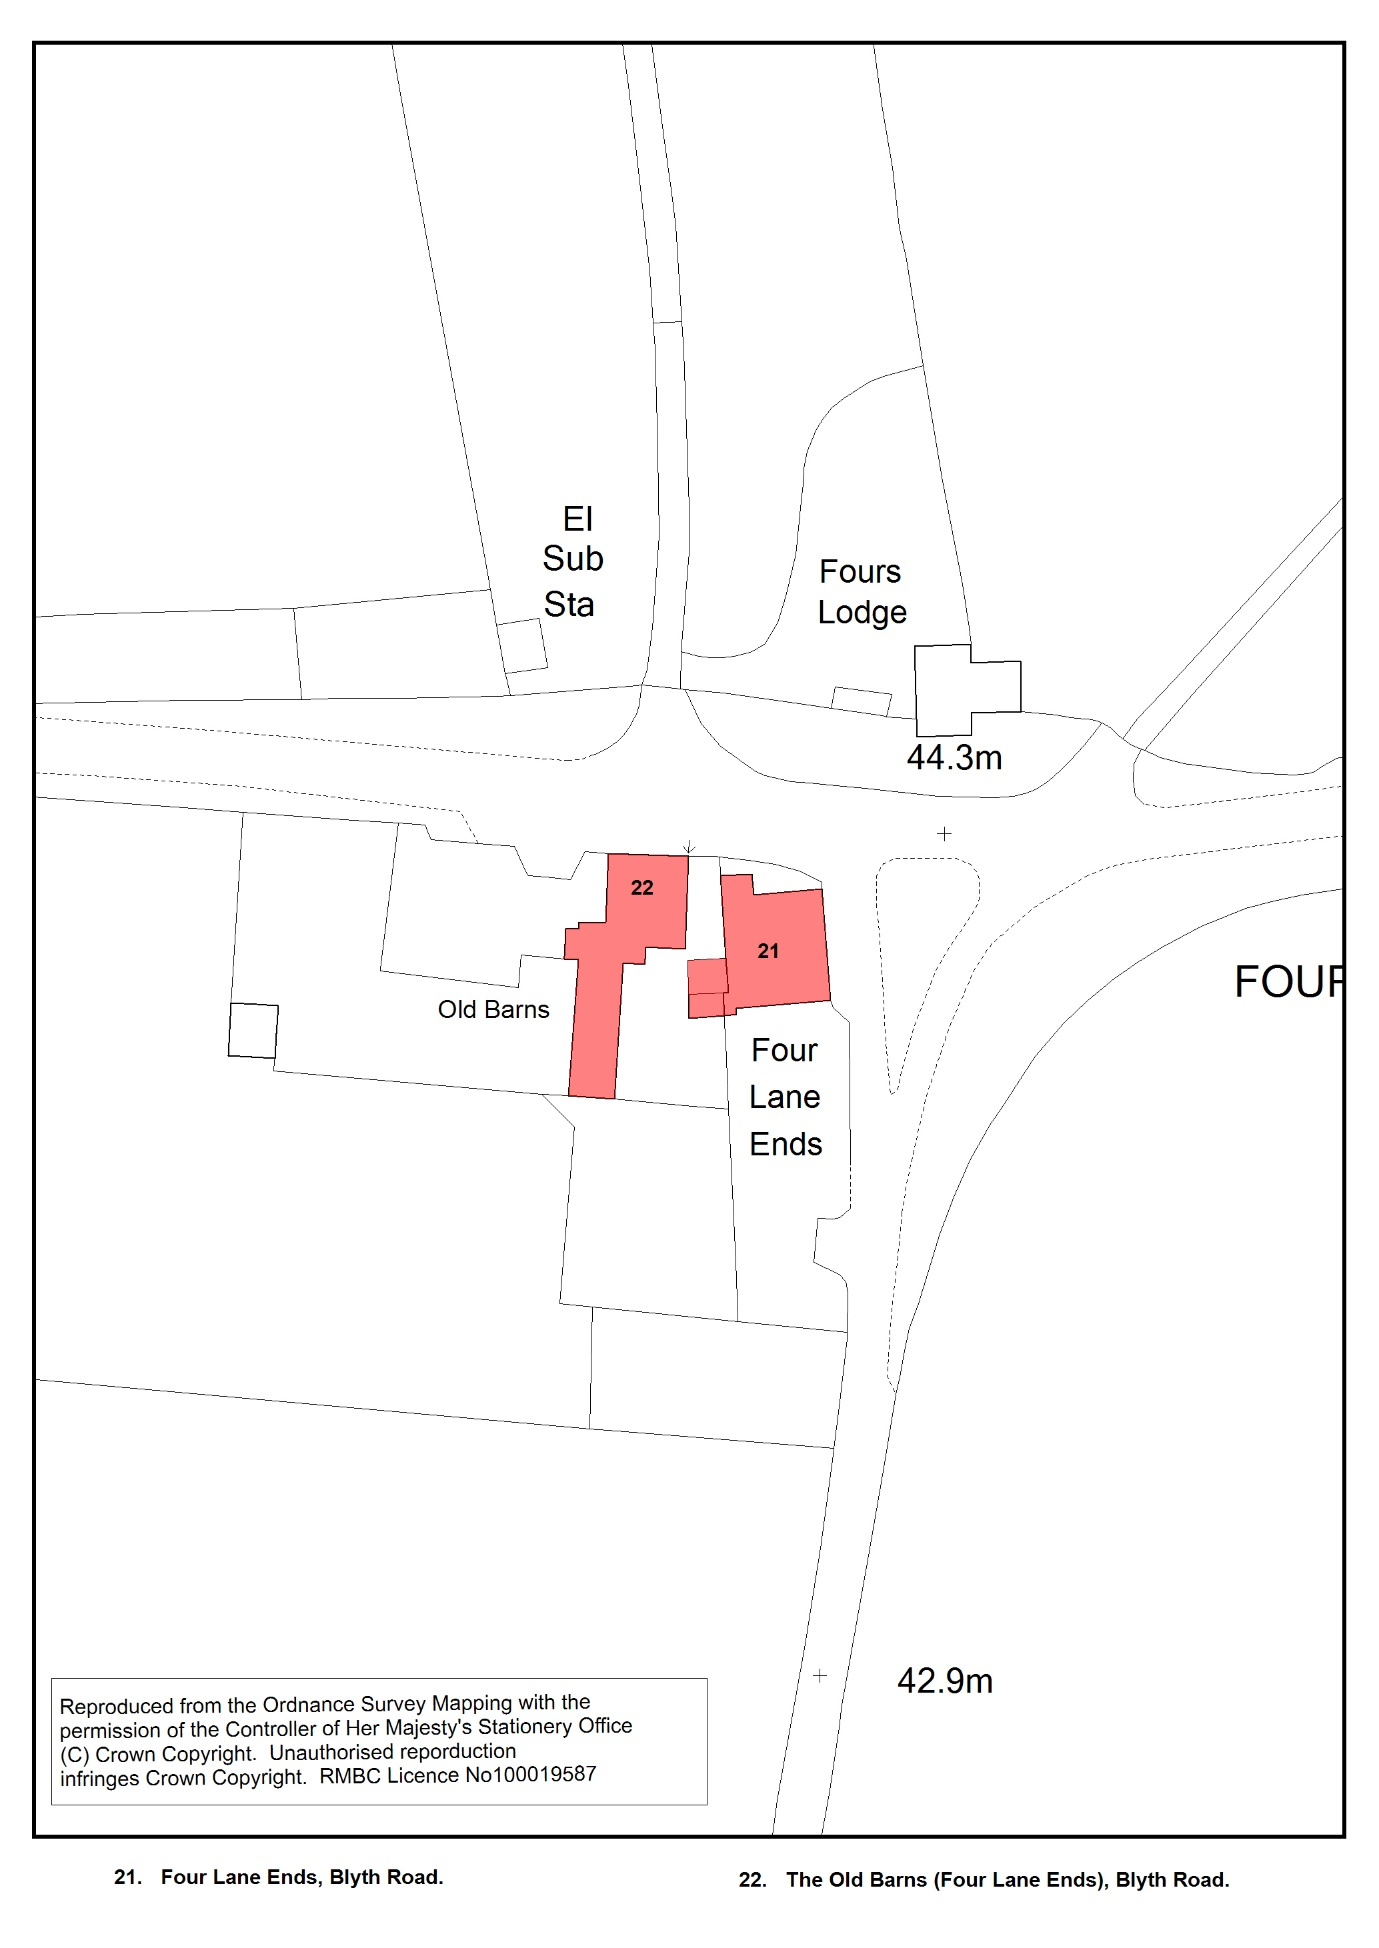 El
Sub
Sta
Fours
Lodge
44.3m
22
21
FOUR
Old Barns
Four
Lane
Ends
42.9m
Reproduced from the Ordnance Survey Mapping with the
permission of the Controller of Her Majesty's Stationery Office
(C) Crown Copyright.  Unauthorised reporduction
infringes Crown Copyright.  RMBC Licence No100019587
21.   Four Lane Ends, Blyth Road.
22.   The Old Barns (Four Lane Ends), Blyth Road.